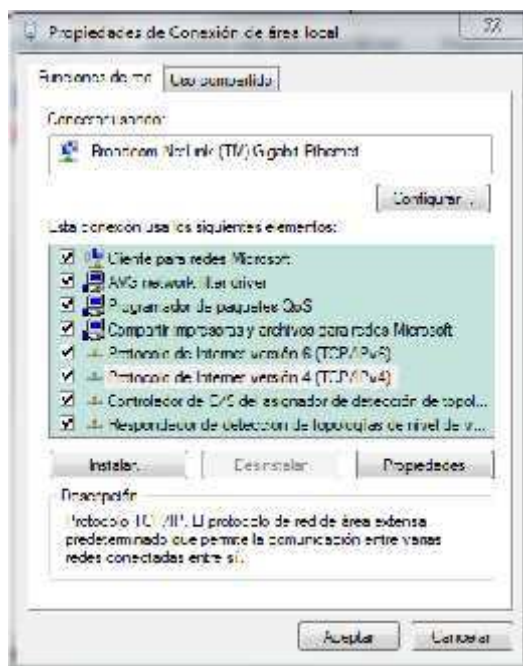 Propiedades de Conexión de área local
Funciones de red
Uso compartido
Conectar usando:
Broadcom NetLink (TM) Gigabit Ethernet
Configurar...
Esta conexión usa los siguientes elementos:
Cliente para redes Microsoft
AVG network filter driver
Programador de paquetes QoS
Compartir impresoras y archivos para redes Microsoft
Protocolo de Internet versión 6 (TCP/IPv6)
Protocolo de Internet versión 4 (TCP/IPv4)
Controlador de E/S del asignador de detección de topol...
Respondedor de detección de topologías de nivel de v...
Instalar...
Desinstalar
Propiedades
Descripción
Protocolo TCP/IP. El protocolo de red de área extensa
predeterminado que permite la comunicación entre varias
redes conectadas entre sí.
Aceptar
Cancelar